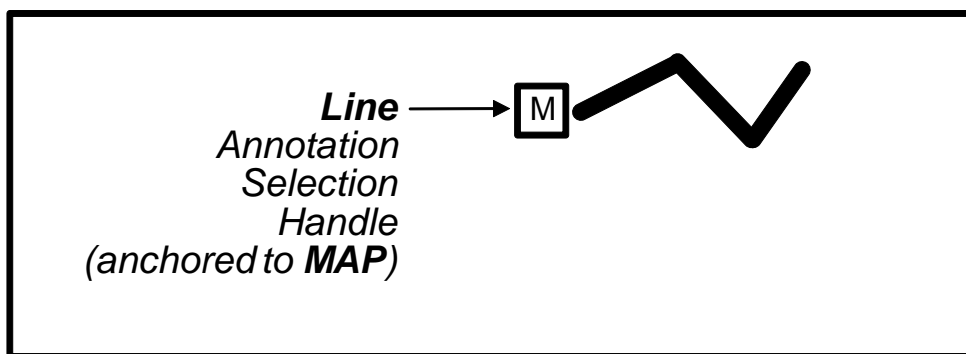 Line
M
Annotation
Selection
Handle
(anchored to MAP)